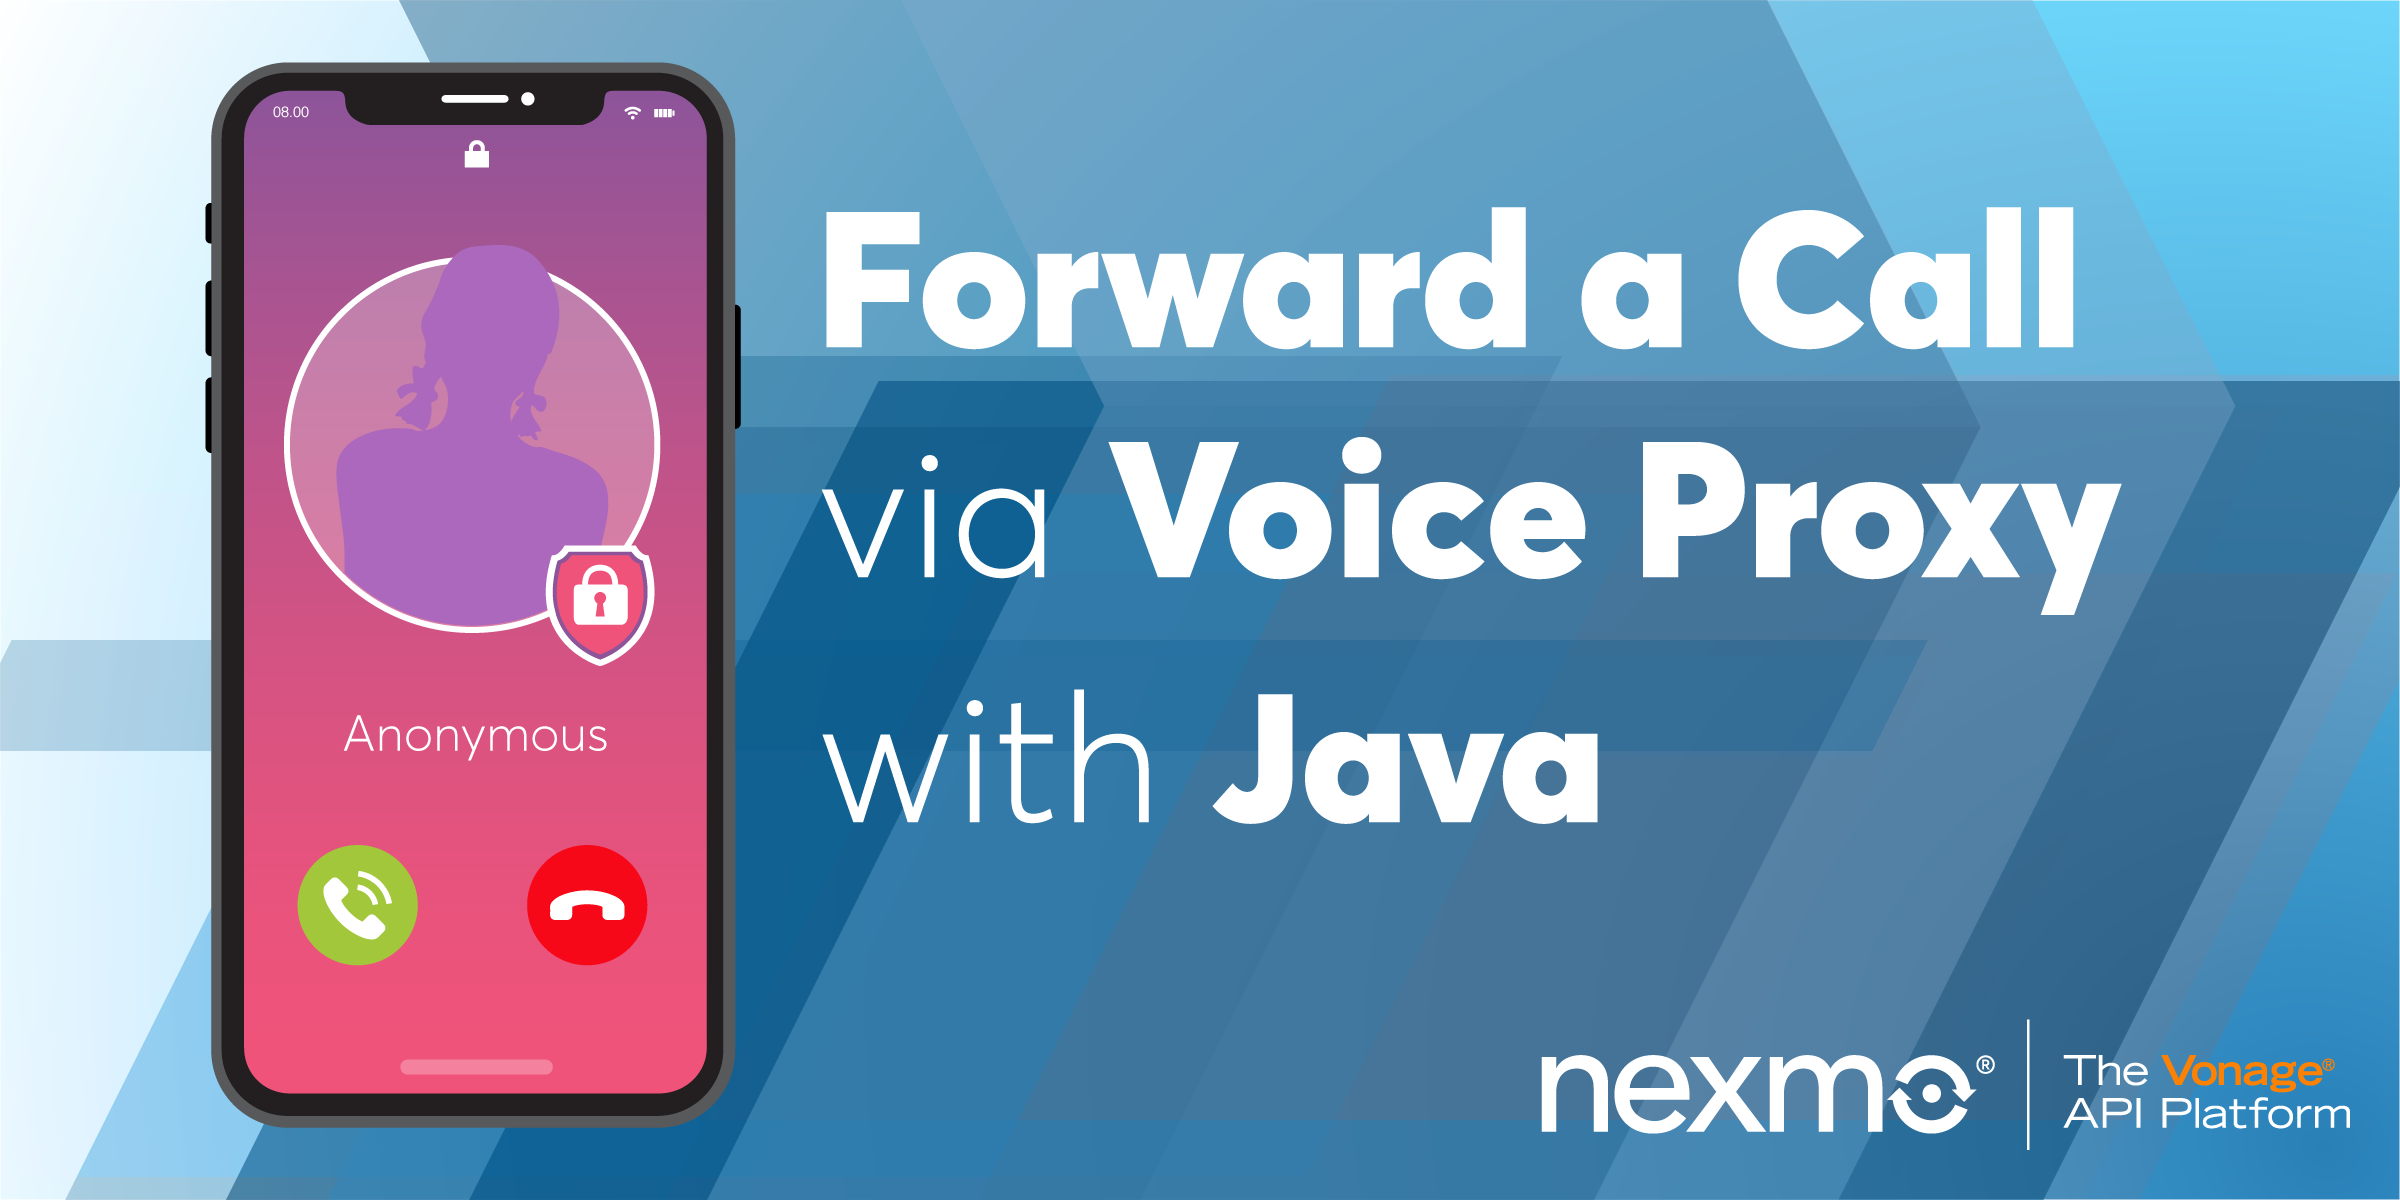 08.00
Anonymous
Forward a Call
via Voice Proxy
with Java
nexmo®
The Vonage®
API Platform